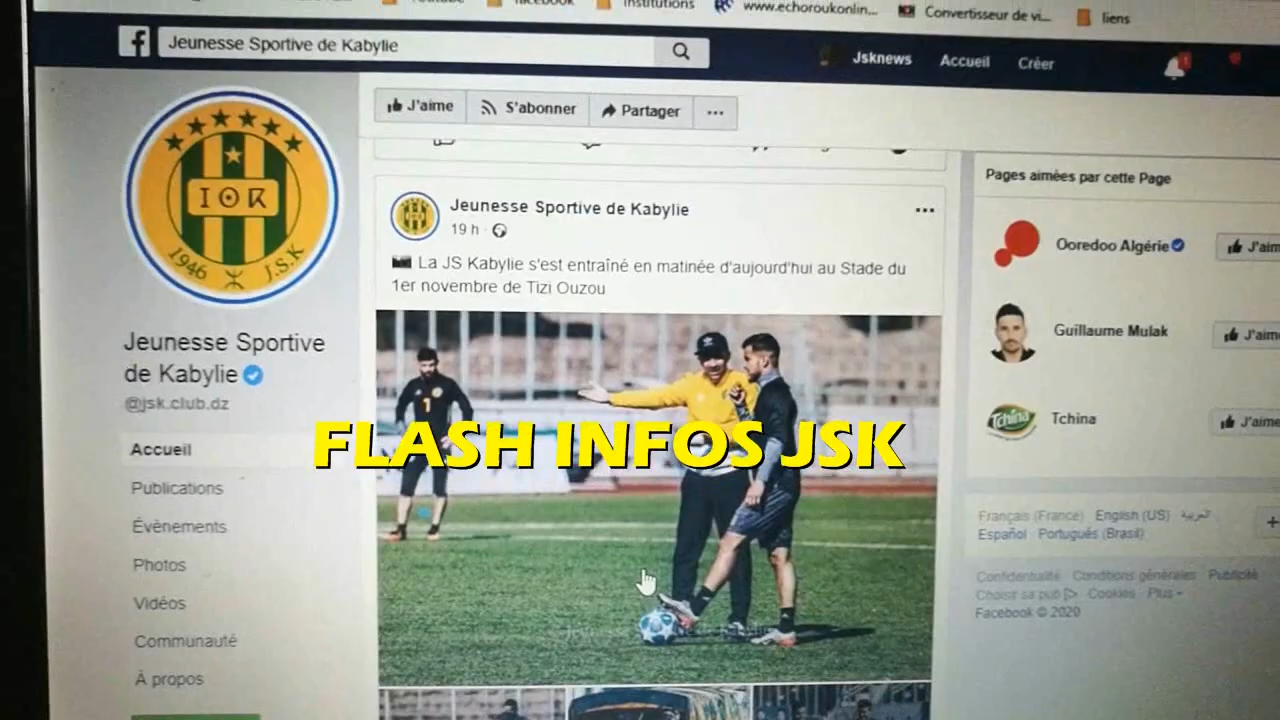 Youtube
facebook
institutions
www.echoroukonlin...
Convertisseur de vi...
liens
Jeunesse Sportive de Kabylie
Jsknews
Accueil
Créer
1
J'aime
S'abonner
Partager
...
ⵉⵙⴽ
1946
ⵣ
J.S.K
Jeunesse Sportive
de Kabylie
@jsk.club.dz
Accueil
Publications
Évènements
Photos
Vidéos
Communauté
À propos
Jeunesse Sportive de Kabylie
...
19 h ·
La JS Kabylie s'est entraîné en matinée d'aujourd'hui au Stade du
1er novembre de Tizi Ouzou
FLASH INFOS JSK
Pages aimées par cette Page
Ooredoo Algérie
J'aim
Guillaume Mulak
J'aim
Tchina
Tchina
J'aime
Français (France) · English (US) · العربية
Español · Português (Brasil)
+
Confidentialité · Conditions générales · Publicité
Choisir sa pub · Cookies · Plus
Facebook © 2020